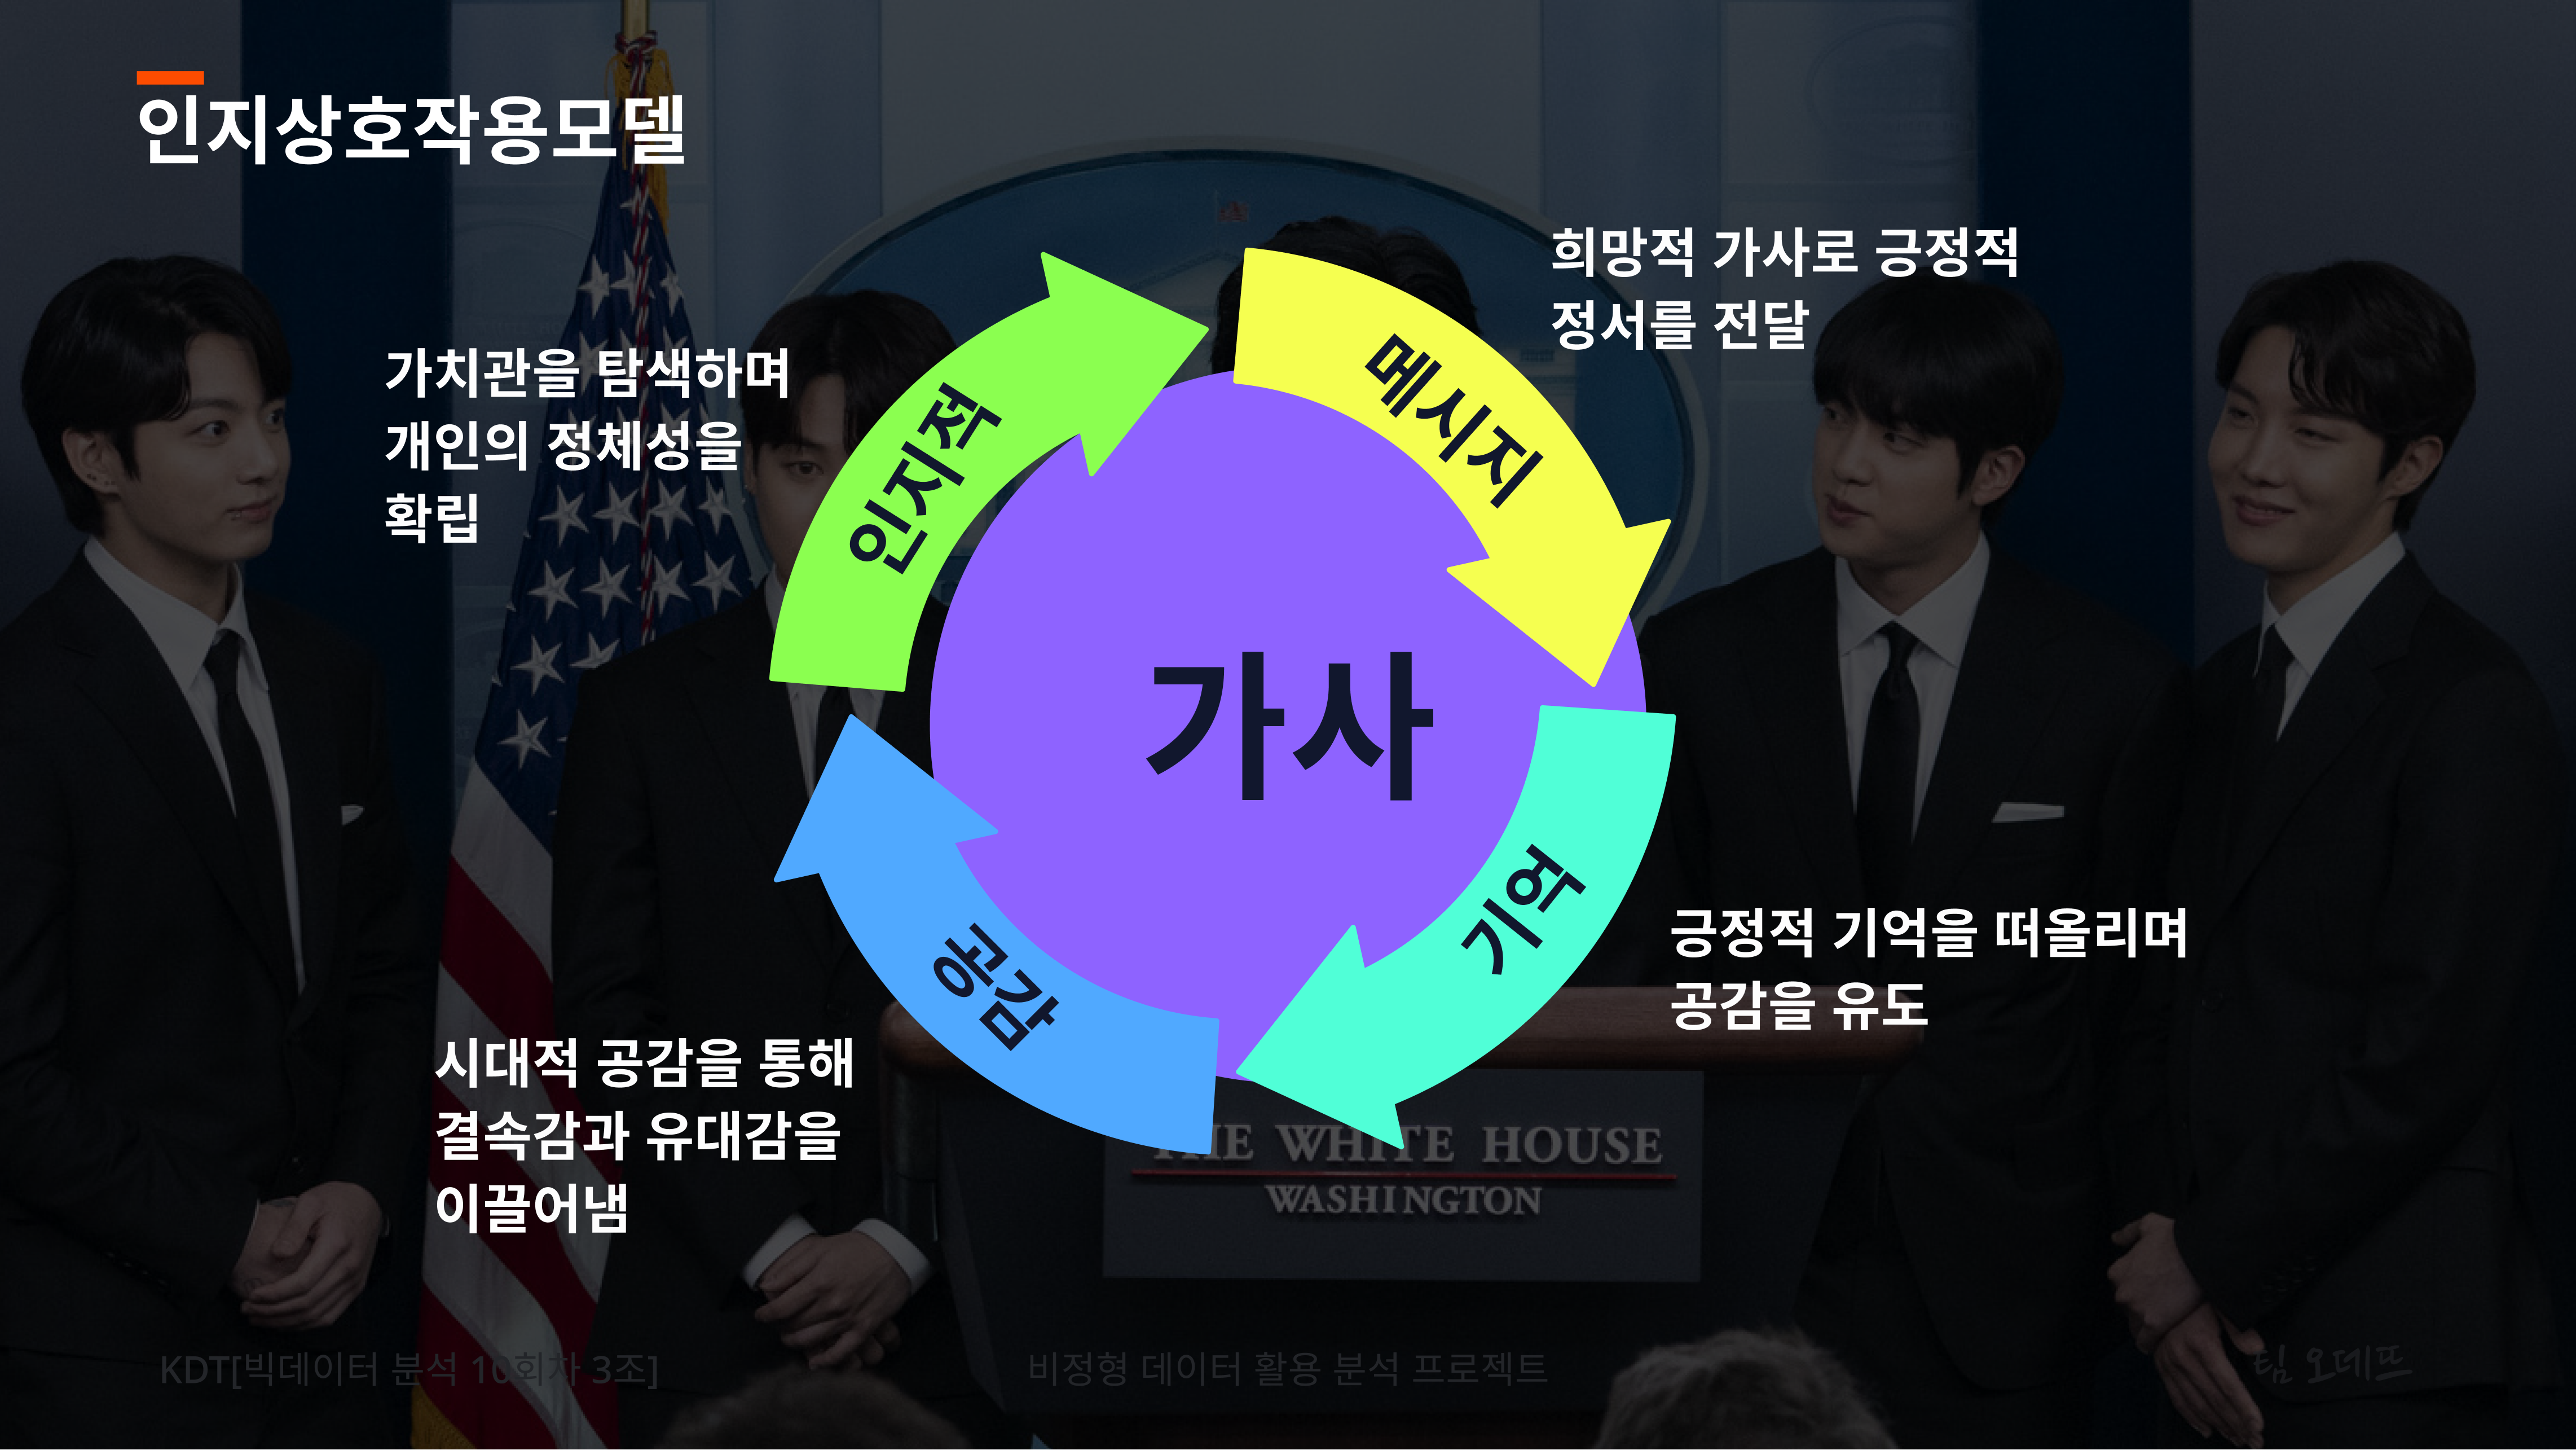 인지상호작용모델
희망적 가사로 긍정적
정서를 전달
가치관을 탐색하며
개인의 정체성을
확립
인지적
메시지
가사
기억
공감
긍정적 기억을 떠올리며
공감을 유도
시대적 공감을 통해
결속감과 유대감을
이끌어냄
THE WHITE HOUSE
WASHINGTON
KDT[빅데이터 분석 10회차 3조]
비정형 데이터 활용 분석 프로젝트
팀 오데뜨